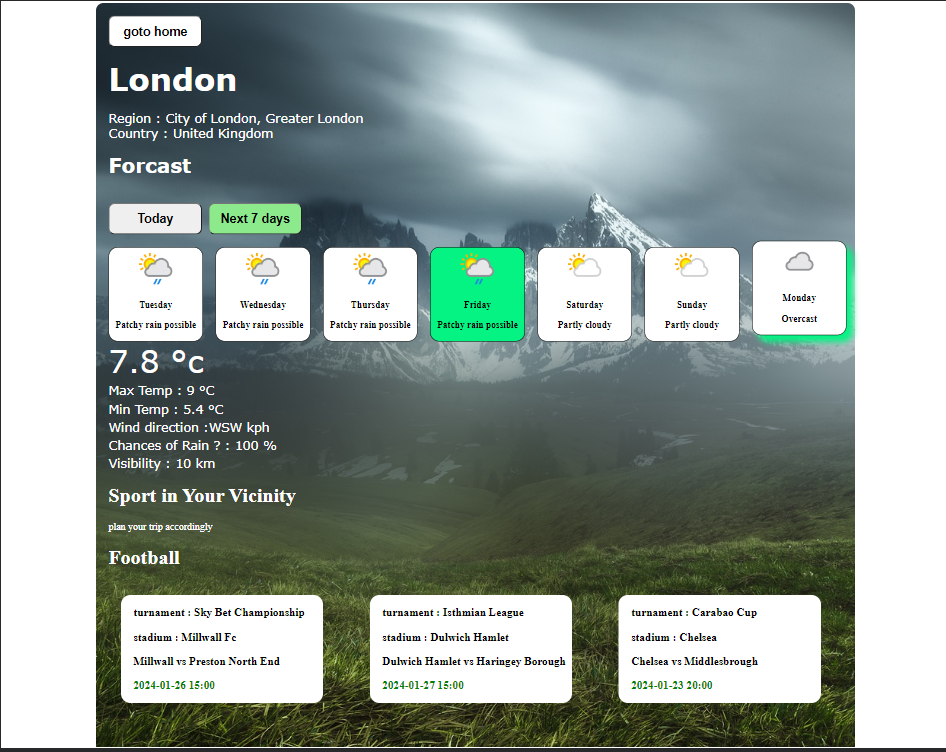 goto home
London
Region : City of London, Greater London
Country : United Kingdom
Forcast
Today Next 7 days
Tuesday Wednesday Thursday Friday Saturday Sunday Monday
Patchy rain possible Patchy rain possible Patchy rain possible Patchy rain possible Partly cloudy Partly cloudy Overcast
7.8 °c
Max Temp : 9 °C
Min Temp : 5.4 °C
Wind direction :WSW kph
Chances of Rain ? : 100 %
Visibility : 10 km
Sport in Your Vicinity
plan your trip accordingly
Football
turnament : Sky Bet Championship
stadium : Millwall Fc
Millwall vs Preston North End
2024-01-26 15:00
turnament : Isthmian League
stadium : Dulwich Hamlet
Dulwich Hamlet vs Haringey Borough
2024-01-27 15:00
turnament : Carabao Cup
stadium : Chelsea
Chelsea vs Middlesbrough
2024-01-23 20:00